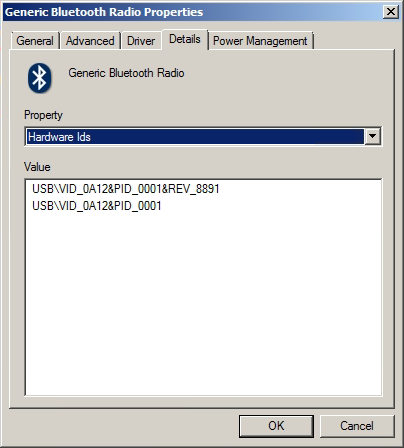 Generic Bluetooth Radio Properties
General Advanced Driver Details Power Management
Generic Bluetooth Radio
Property
Hardware Ids
Value
USB\VID_0A12&PID_0001&REV_8891
USB\VID_0A12&PID_0001
OK Cancel